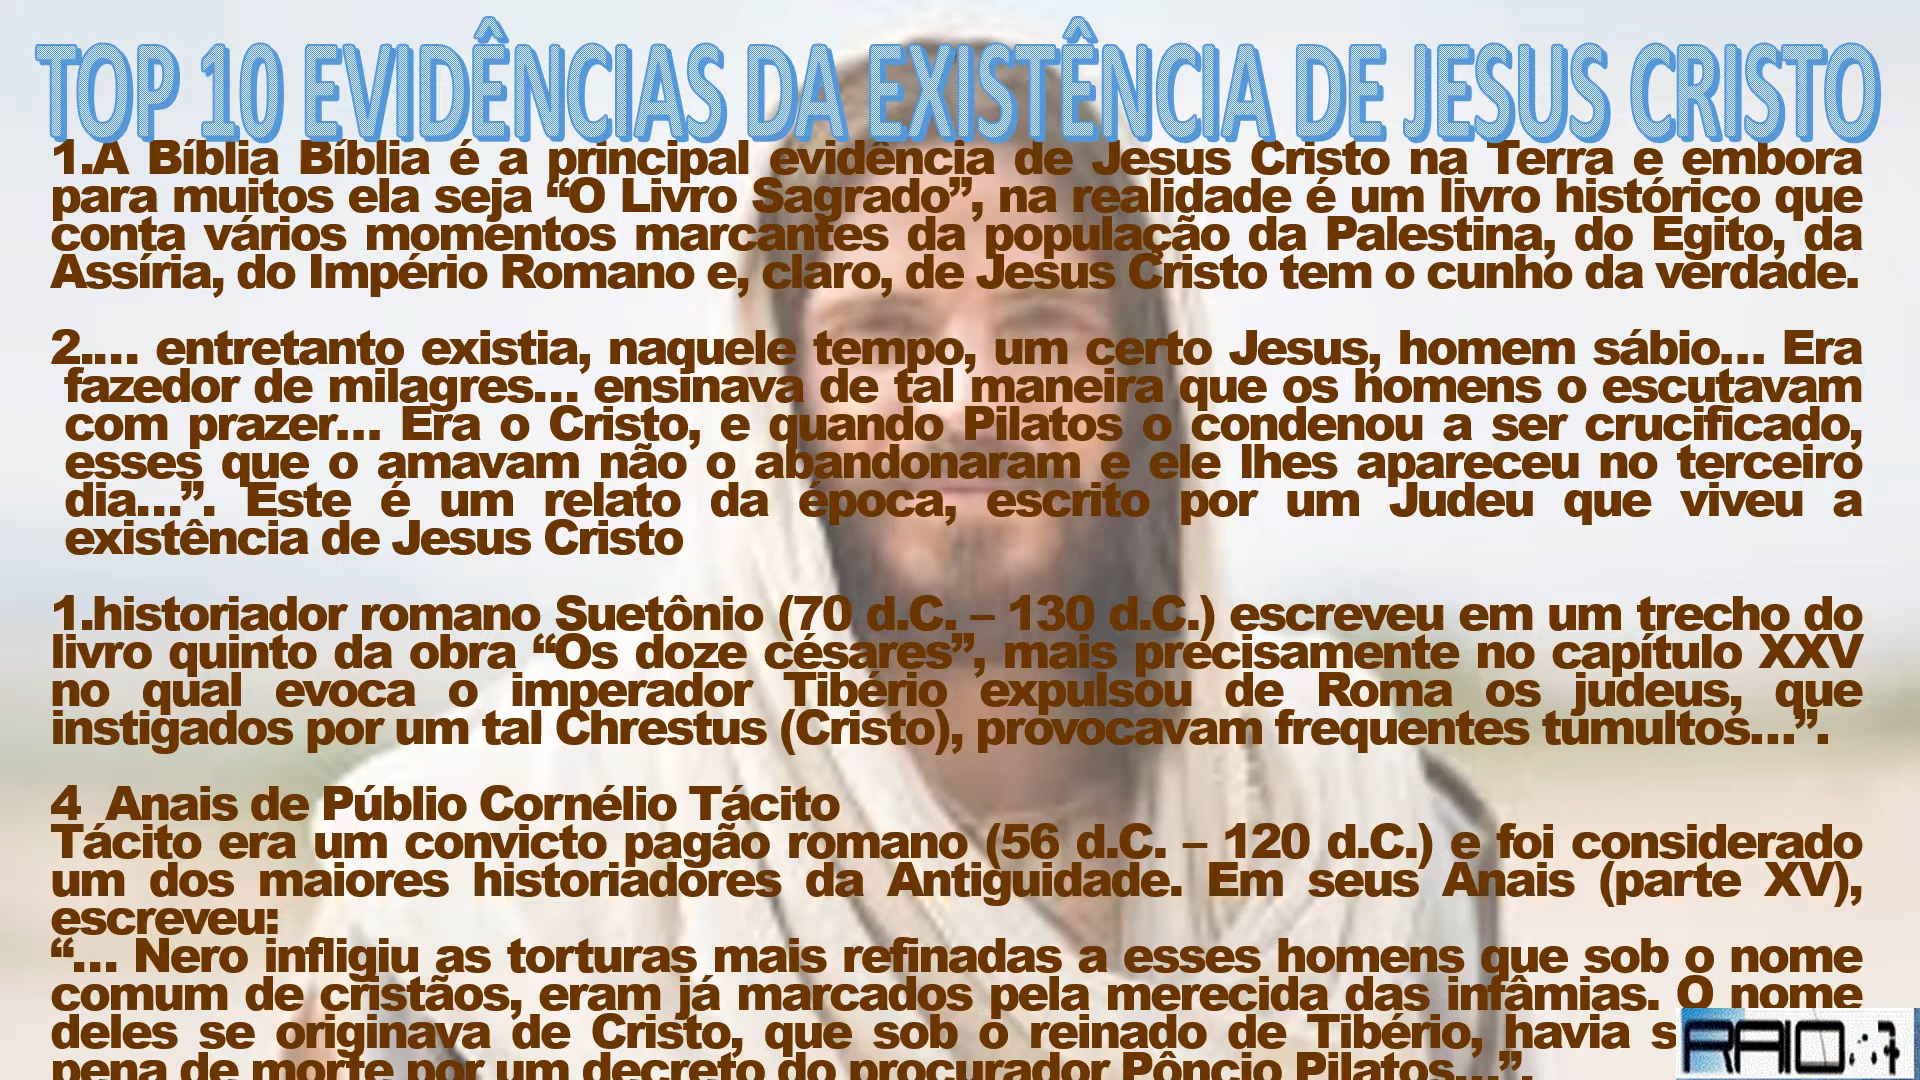 TOP 10 EVIDÊNCIAS DA EXISTÊNCIA DE JESUS CRISTO
1.A Bíblia Bíblia é a principal evidência de Jesus Cristo na Terra e embora
para muitos ela seja “O Livro Sagrado”, na realidade é um livro histórico que
conta vários momentos marcantes da população da Palestina, do Egito, da
Assíria, do Império Romano e, claro, de Jesus Cristo tem o cunho da verdade.
2.... entretanto existia, naquele tempo, um certo Jesus, homem sábio... Era
fazedor de milagres... ensinava de tal maneira que os homens o escutavam
com prazer... Era o Cristo, e quando Pilatos o condenou a ser crucificado,
esses que o amavam não o abandonaram e ele lhes apareceu no terceiro
dia...”. Este é um relato da época, escrito por um Judeu que viveu a
existência de Jesus Cristo
1.historiador romano Suetônio (70 d.C. – 130 d.C.) escreveu em um trecho do
livro quinto da obra “Os doze césares”, mais precisamente no capítulo XXV
no qual evoca o imperador Tibério expulsou de Roma os judeus, que
instigados por um tal Chrestus (Cristo), provocavam frequentes tumultos...”.
4 Anais de Públio Cornélio Tácito
Tácito era um convicto pagão romano (56 d.C. – 120 d.C.) e foi considerado
um dos maiores historiadores da Antiguidade. Em seus Anais (parte XV),
escreveu:
“... Nero infligiu as torturas mais refinadas a esses homens que sob o nome
comum de cristãos, eram já marcados pela merecida das infâmias. O nome
deles se originava de Cristo, que sob o reinado de Tibério, havia s
pena de morte por um decreto do procurador Pôncio Pilatos...”.
RAIO